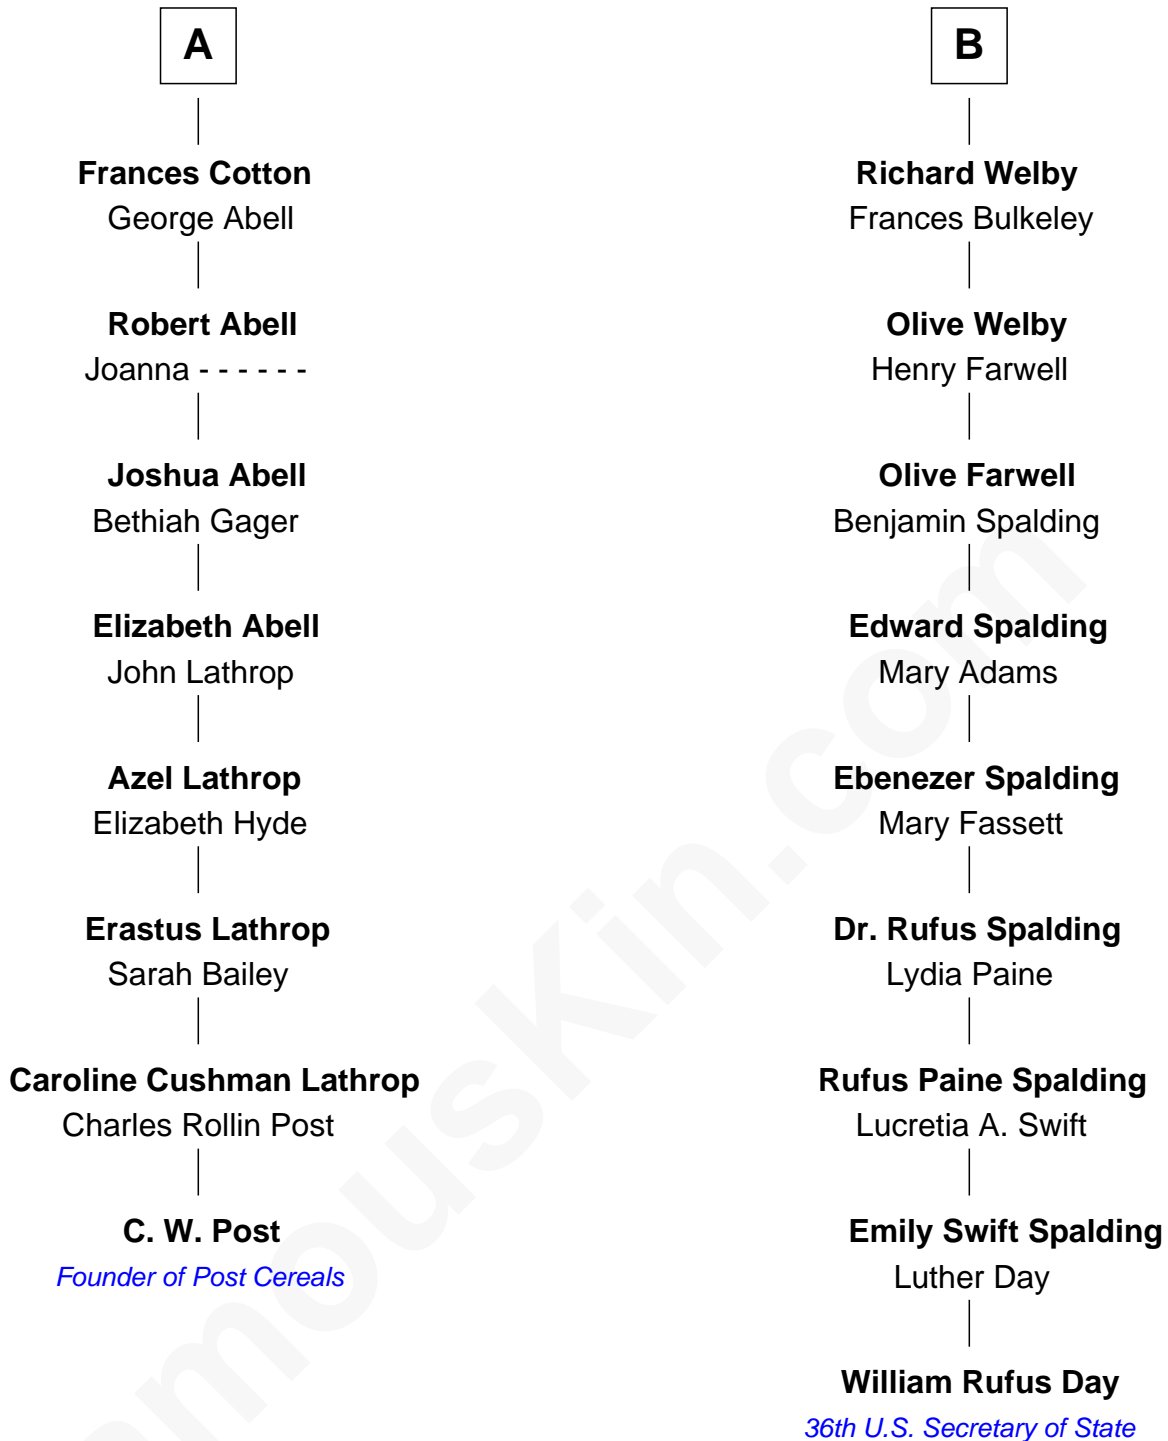 A
Frances Cotton
George Abell
Robert Abell
Joanna - - - - - -
Joshua Abell
Bethiah Gager
Elizabeth Abell
John Lathrop
Azel Lathrop
Elizabeth Hyde
Erastus Lathrop
Sarah Bailey
Caroline Cushman Lathrop
Charles Rollin Post
C. W. Post
Founder of Post Cereals
B
Richard Welby
Frances Bulkeley
Olive Welby
Henry Farwell
Olive Farwell
Benjamin Spalding
Edward Spalding
Mary Adams
Ebenezer Spalding
Mary Fassett
Dr. Rufus Spalding
Lydia Paine
Rufus Paine Spalding
Lucretia A. Swift
Emily Swift Spalding
Luther Day
William Rufus Day
36th U.S. Secretary of State